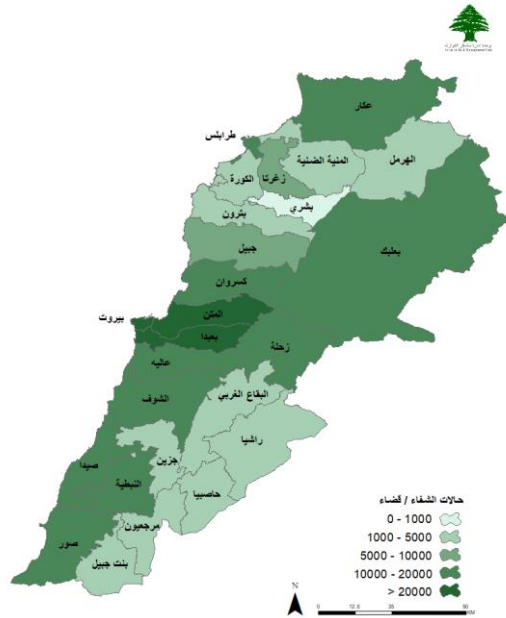 عكار
طرابلس
المنية الضنية
الهرمل
زغرتا
الكورة
بشري
بترون
بعلبك
جبيل
كسروان
المتن
بيروت
بعبدا
زحلة
عاليه
الشوف
البقاع الغربي
راشيا
صيدا
جزين
النبطية
حاصبيا
مرجعيون
صور
بنت جبيل
حالات الشفاء / قضاء
0 - 1000
1000 - 5000
5000 - 10000
10000 - 20000
> 20000
N
0 12.5 25 50
KM